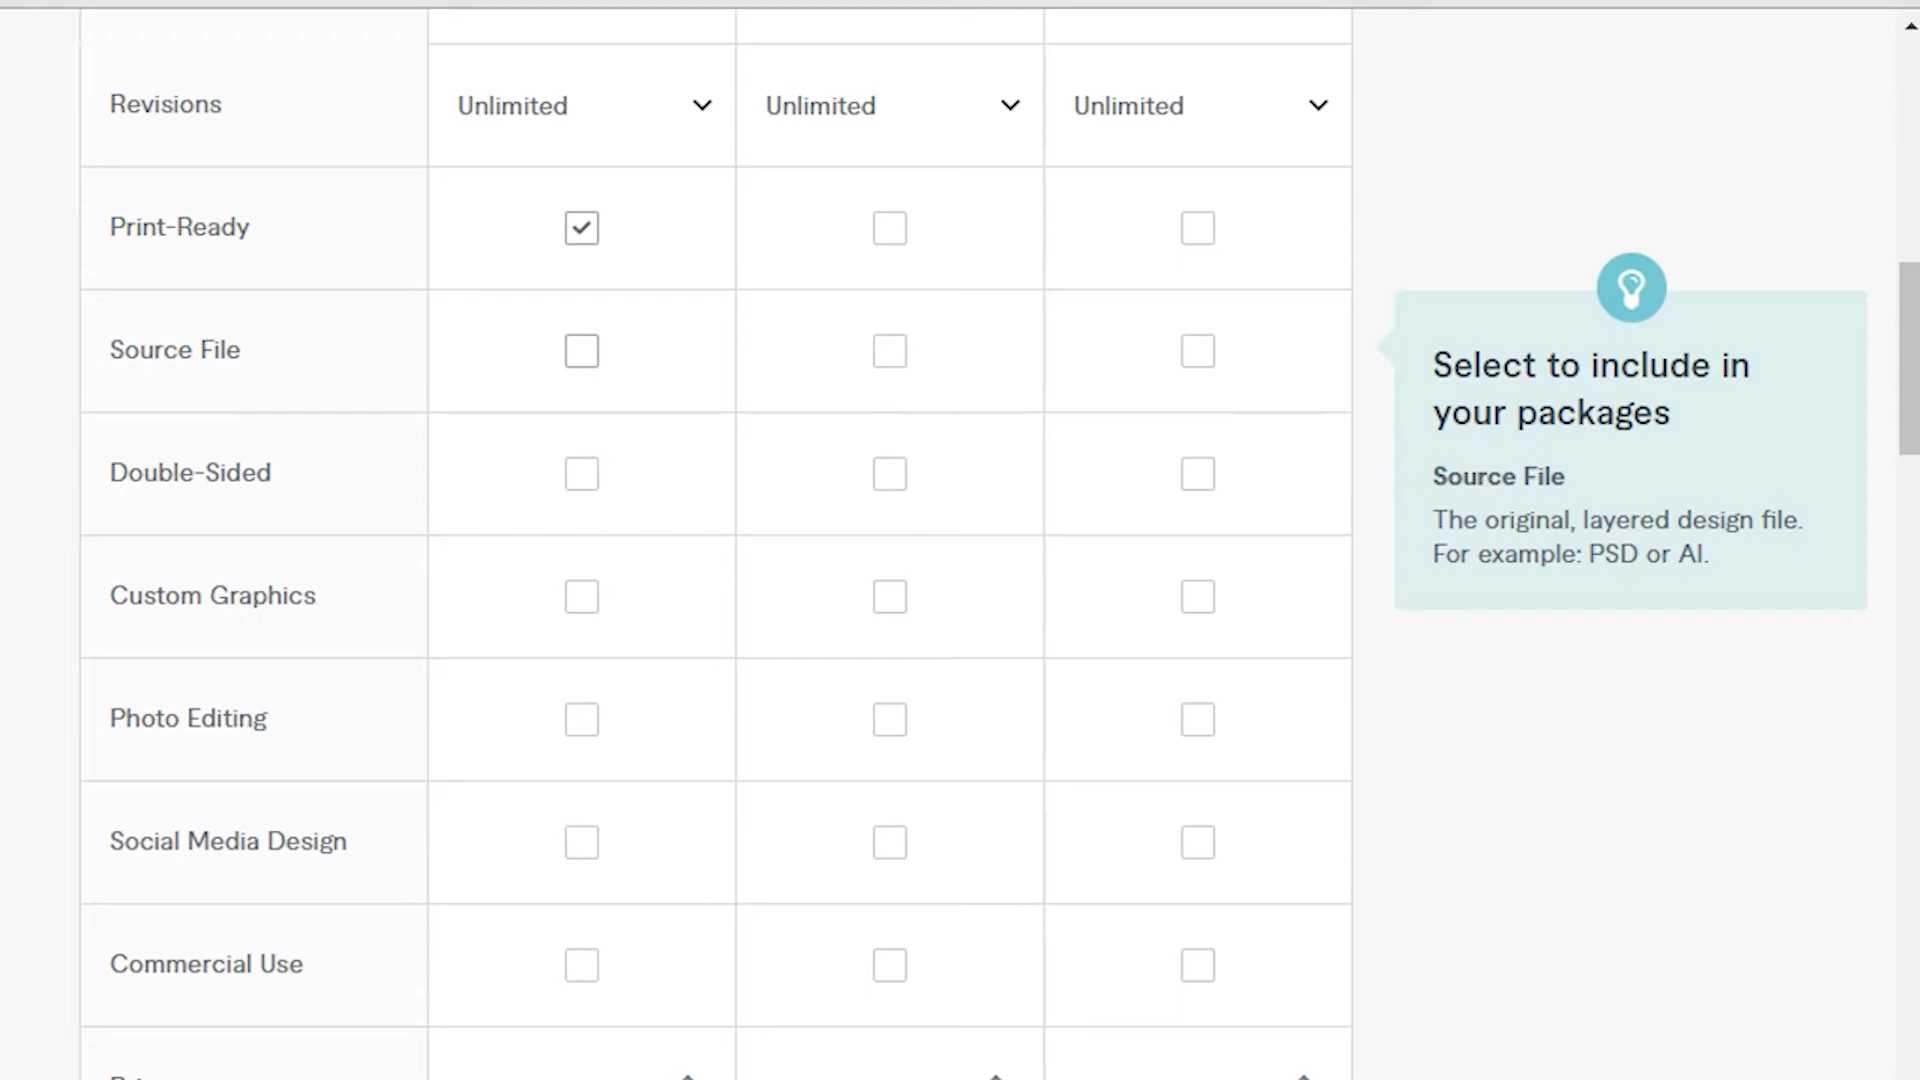 Revisions
Unlimited
Unlimited
Unlimited
Print-Ready
Source File
Double-Sided
Custom Graphics
Photo Editing
Social Media Design
Commercial Use
Select to include in
your packages
Source File
The original, layered design file.
For example: PSD or AI.